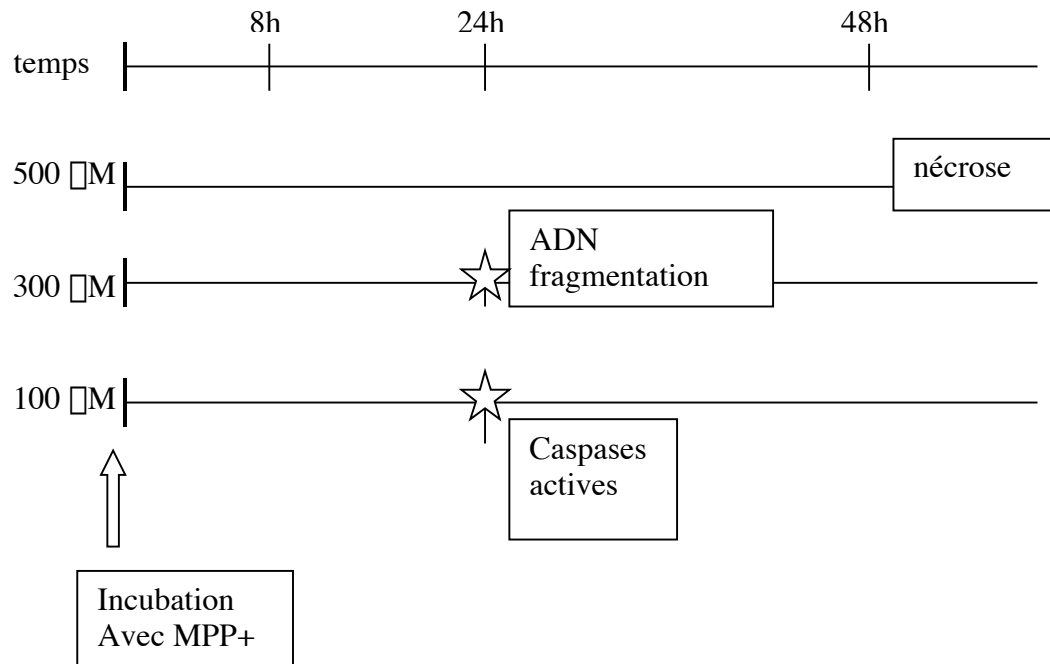 8h 24h 48h
temps
500 □M
nécrose
ADN
fragmentation
300 □M
100 □M
Caspases
actives
Incubation
Avec MPP+